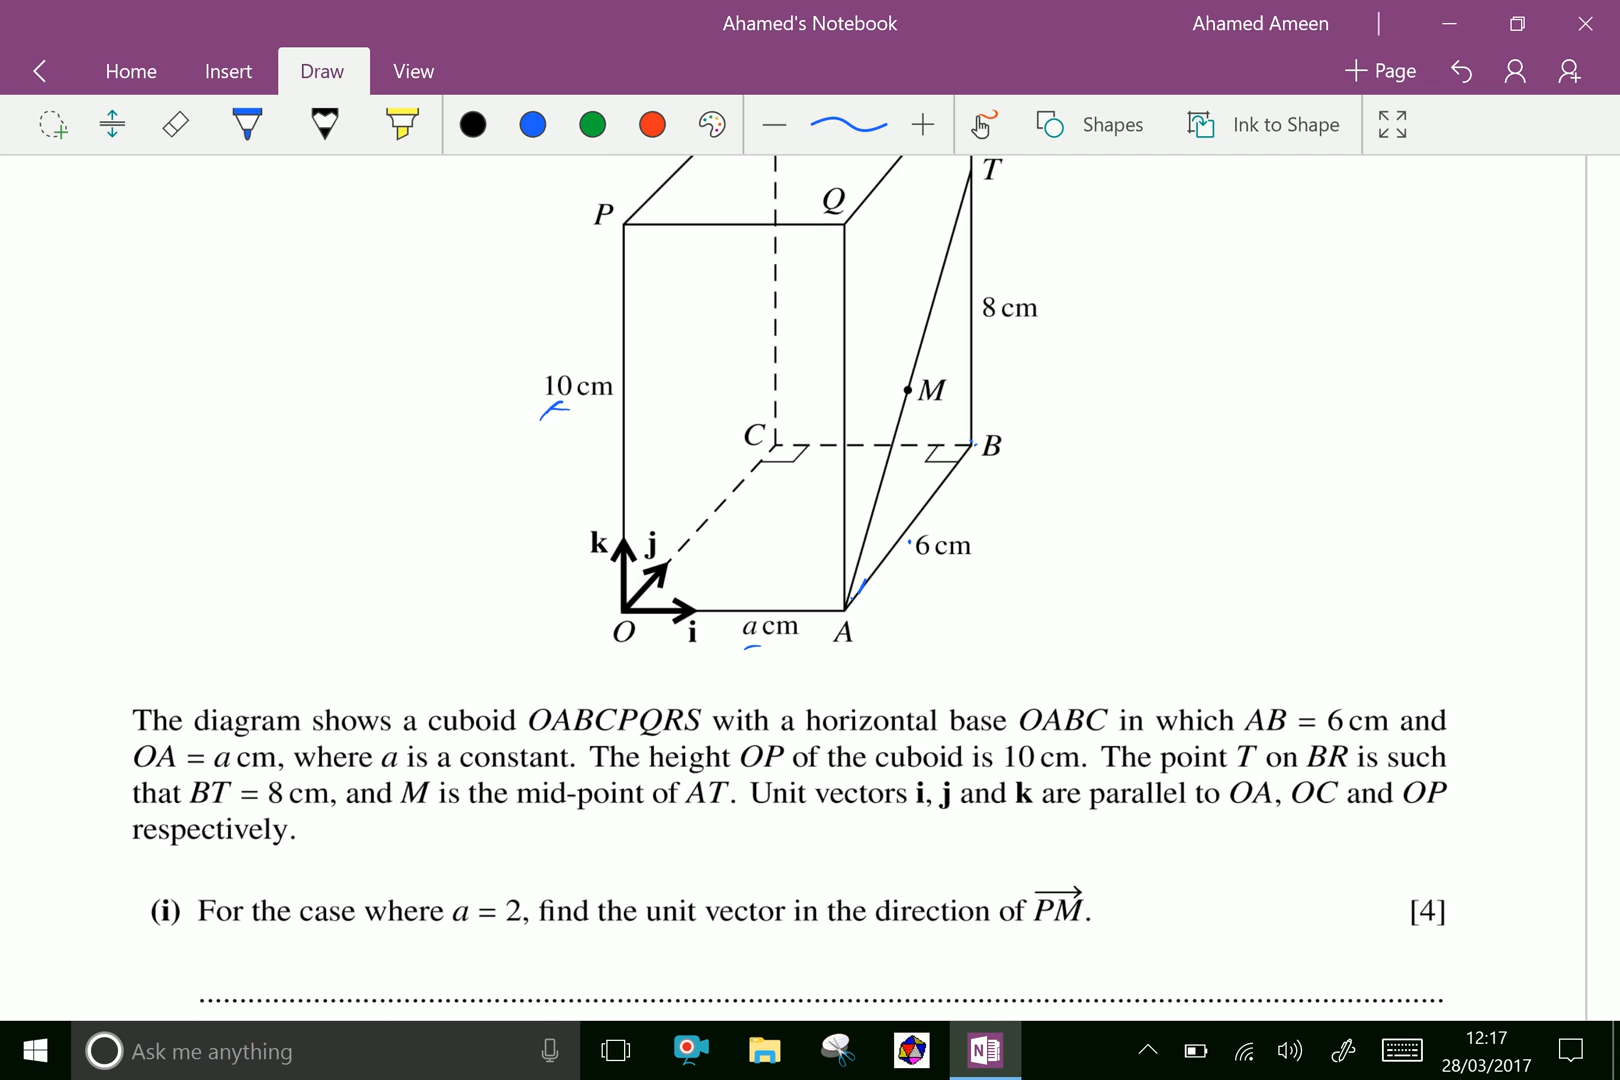 Ahamed's Notebook
Ahamed Ameen
Home
Insert
Draw
View
Page
Shapes
Ink to Shape
T
P
Q
8 cm
10 cm
M
C
B
k
j
6 cm
O
i
a cm
A
The diagram shows a cuboid OABCPQRS with a horizontal base OABC in which AB = 6 cm and
OA = a cm, where a is a constant. The height OP of the cuboid is 10 cm. The point T on BR is such
that BT = 8 cm, and M is the mid-point of AT. Unit vectors i, j and k are parallel to OA, OC and OP
respectively.
(i) For the case where a = 2, find the unit vector in the direction of \overrightarrow{PM}. [4]
Ask me anything
N
12:17
28/03/2017